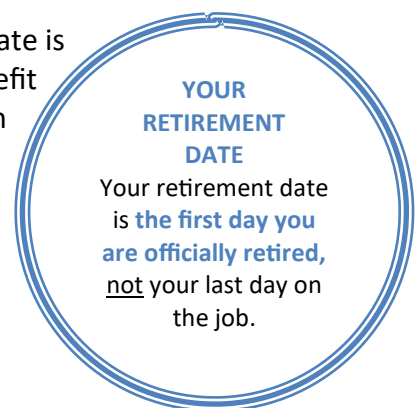 ate is
efit
n
YOUR
RETIREMENT
DATE
Your retirement date
is the first day you
are officially retired,
not your last day on
the job.